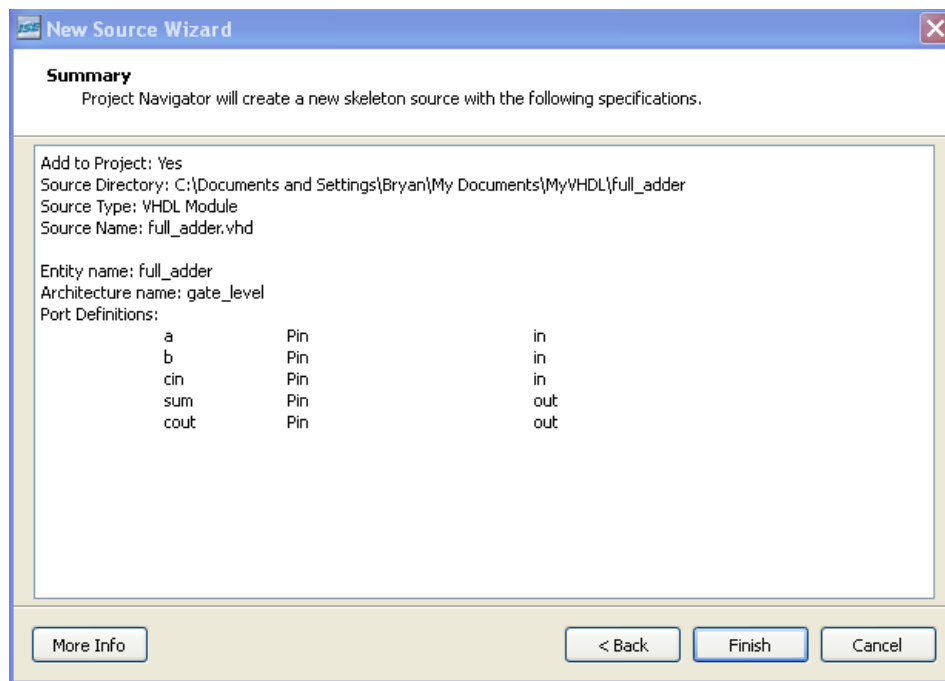 ISE New Source Wizard
Summary
Project Navigator will create a new skeleton source with the following specifications.
Add to Project: Yes
Source Directory: C:\Documents and Settings\Bryan\My Documents\MyVHDL\full_adder
Source Type: VHDL Module
Source Name: full_adder.vhd
Entity name: full_adder
Architecture name: gate_level
Port Definitions:
a Pin in
b Pin in
cin Pin in
sum Pin out
cout Pin out
More Info < Back Finish Cancel